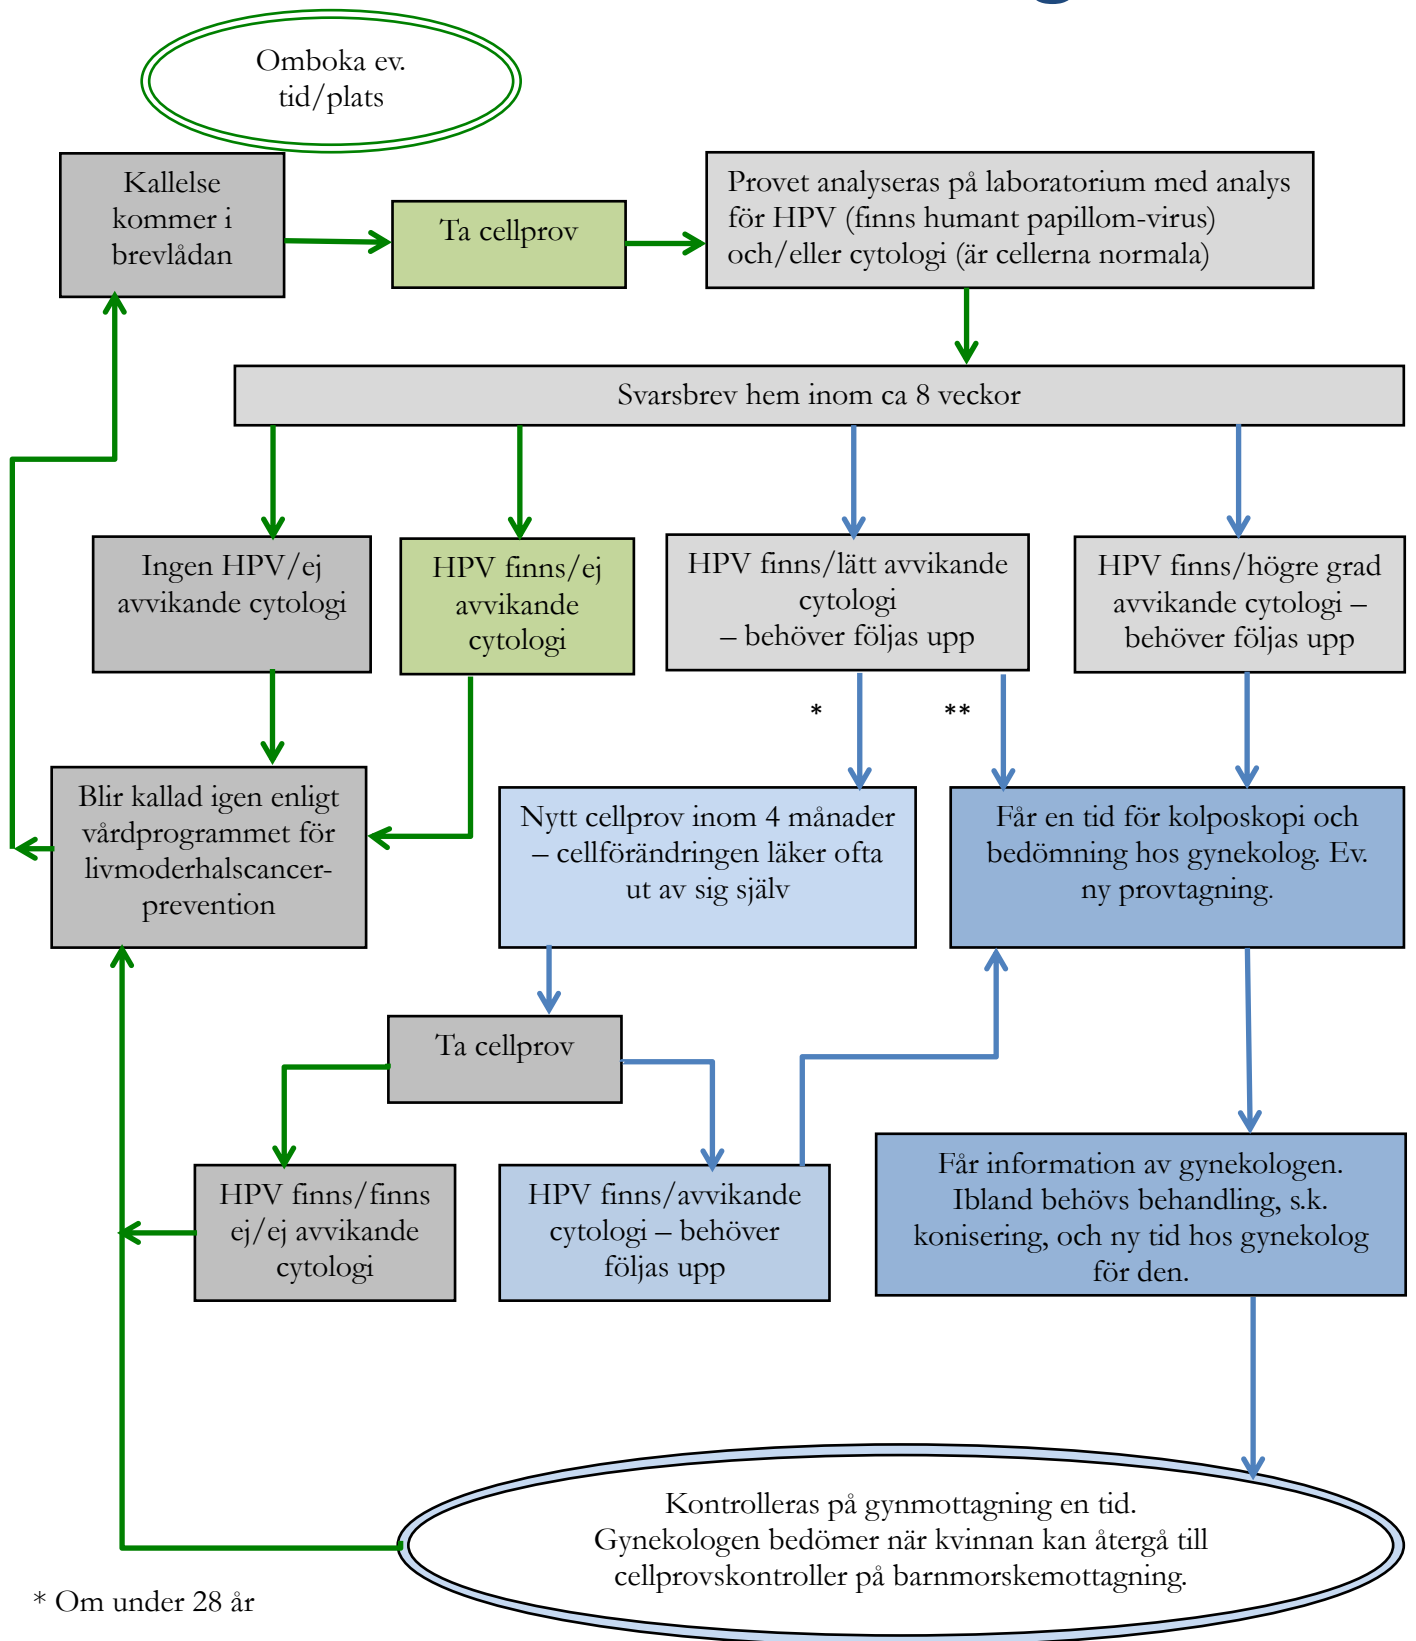 Omboka ev.
tid/plats
Kallelse
kommer i
brevlådan
Ta cellprov
Provet analyseras på laboratorium med analys
för HPV (finns humant papillom-virus)
och/eller cytologi (är cellerna normala)
Svarsbrev hem inom ca 8 veckor
Ingen HPV/ej
avvikande cytologi
HPV finns/ej
avvikande
cytologi
HPV finns/lätt avvikande
cytologi
– behöver följas upp
HPV finns/högre grad
avvikande cytologi –
behöver följas upp
*
**
Blir kallad igen enligt
vårdprogrammet för
livmoderhalscancer-
prevention
Nytt cellprov inom 4 månader
– cellförändringen läker ofta
ut av sig själv
Får en tid för kolposkopi och
bedömning hos gynekolog. Ev.
ny provtagning.
Ta cellprov
HPV finns/finns
ej/ej avvikande
cytologi
HPV finns/avvikande
cytologi – behöver
följas upp
Får information av gynekologen.
Ibland behövs behandling, s.k.
konisering, och ny tid hos gynekolog
för den.
Kontrolleras på gynmottagning en tid.
Gynekologen bedömer när kvinnan kan återgå till
cellprovskontroller på barnmorskemottagning.
* Om under 28 år